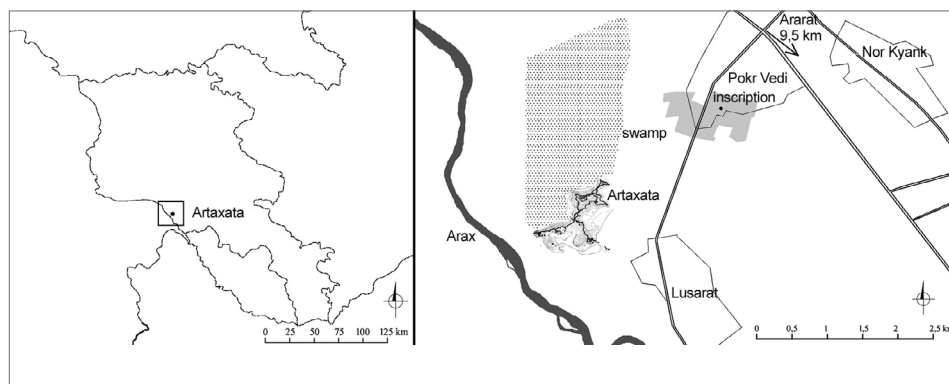 Artaxata
0 25 50 75 100 125 km
Ararat
9,5 km
Nor Kyank
Pokr Vedi
inscription
swamp
Artaxata
Arax
Lusarat
0 0,5 1 1,5 2 2,5 km